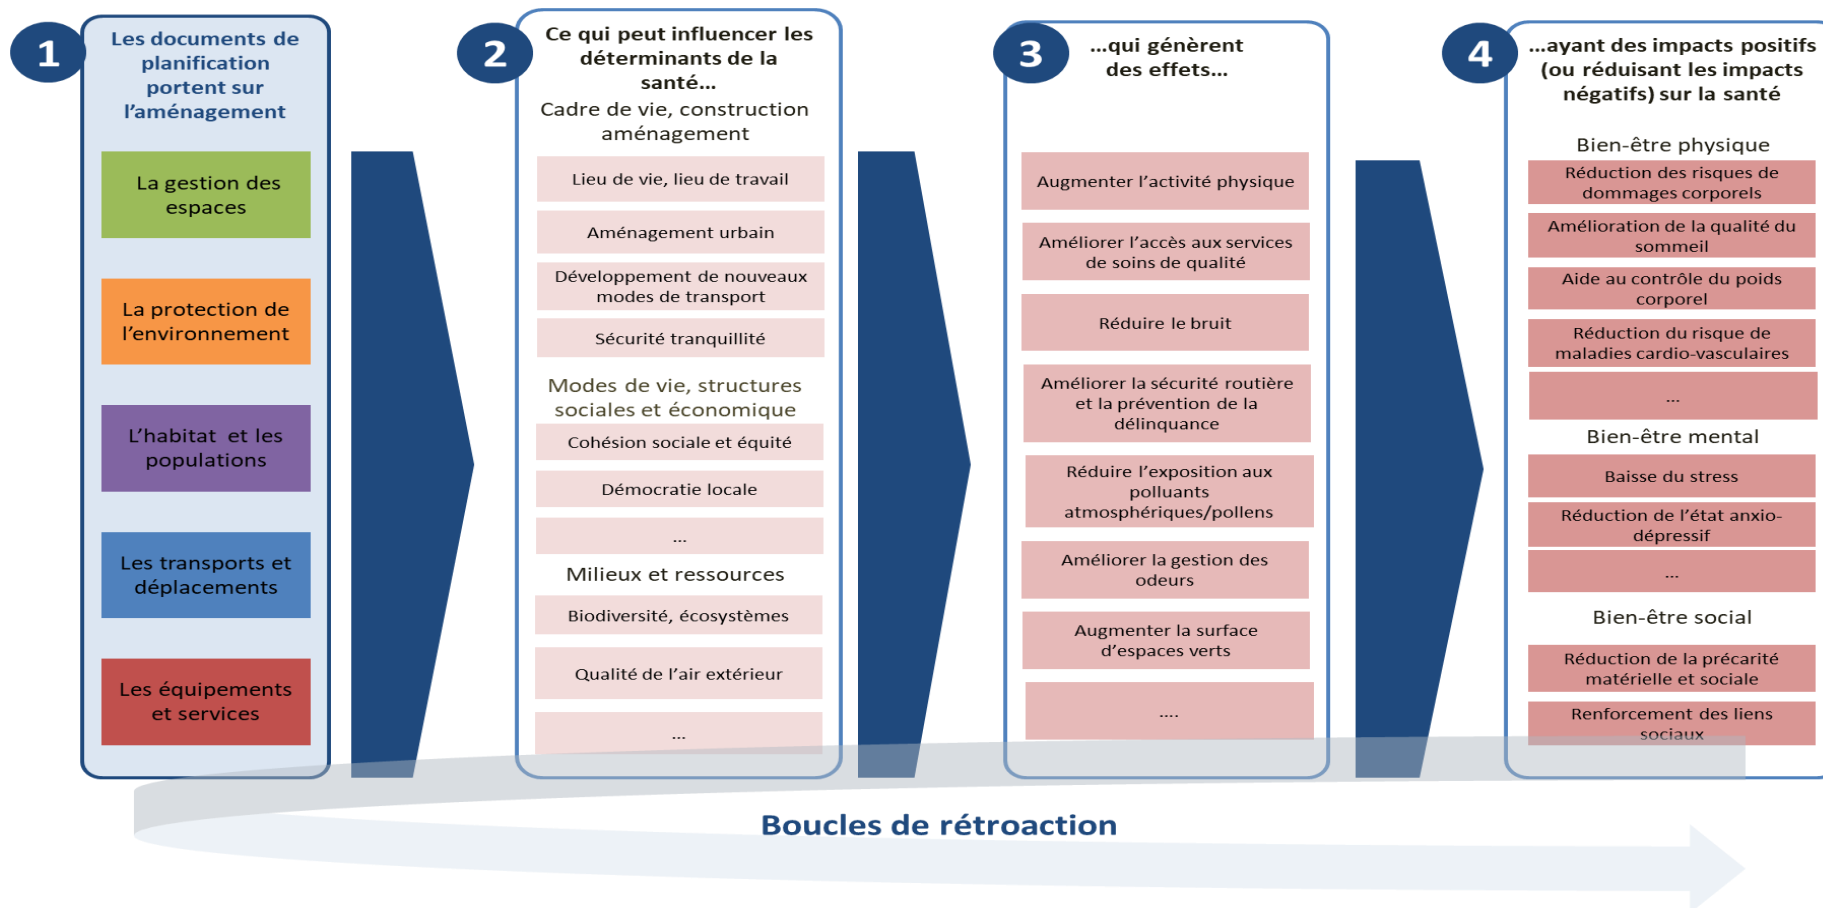 1
Les documents de
planification
portent sur
l’aménagement
La gestion des
espaces
La protection de
l’environnement
L’habitat et les
populations
Les transports et
déplacements
Les équipements
et services
2
Ce qui peut influencer les
déterminants de la
santé…
Cadre de vie, construction
aménagement
Lieu de vie, lieu de travail
Aménagement urbain
Développement de nouveaux
modes de transport
Sécurité tranquillité
Modes de vie, structures
sociales et économique
Cohésion sociale et équité
Démocratie locale
…
Milieux et ressources
Biodiversité, écosystèmes
Qualité de l’air extérieur
…
3
…qui génèrent
des effets…
Augmenter l’activité physique
Améliorer l’accès aux services
de soins de qualité
Réduire le bruit
Améliorer la sécurité routière
et la prévention de la
délinquance
Réduire l’exposition aux
polluants
atmosphériques/pollens
Améliorer la gestion des
odeurs
Augmenter la surface
d’espaces verts
….
4
…ayant des impacts positifs
(ou réduisant les impacts
négatifs) sur la santé
Bien-être physique
Réduction des risques de
dommages corporels
Amélioration de la qualité du
sommeil
Aide au contrôle du poids
corporel
Réduction du risque de
maladies cardio-vasculaires
…
Bien-être mental
Baisse du stress
Réduction de l’état anxio-
dépressif
…
Bien-être social
Réduction de la précarité
matérielle et sociale
Renforcement des liens
sociaux
Boucles de rétroaction